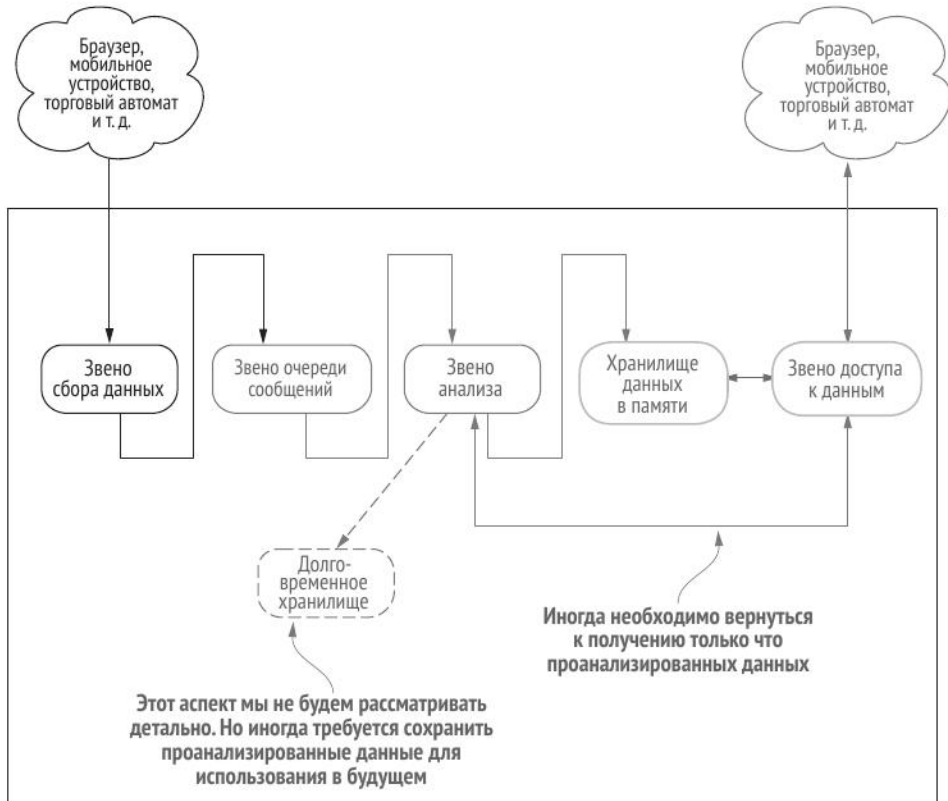 Браузер,
мобильное
устройство,
торговый автомат
и т. д.
Браузер,
мобильное
устройство,
торговый автомат
и т. д.
Звено
сбора данных
Звено очереди
сообщений
Звено
анализа
Хранилище
данных
в памяти
Звено доступа
к данным
Долго-
временное
хранилище
Иногда необходимо вернуться
к получению только что
проанализированных данных
Этот аспект мы не будем рассматривать
детально. Но иногда требуется сохранить
проанализированные данные для
использования в будущем